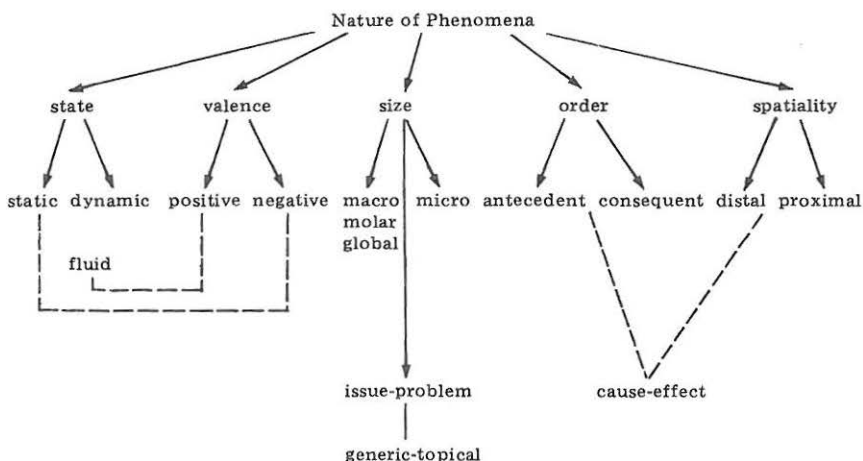 Nature of Phenomena
state valence size order spatiality
static dynamic positive negative macro micro antecedent consequent distal proximal
molar
global
fluid
issue-problem cause-effect
generic-topical